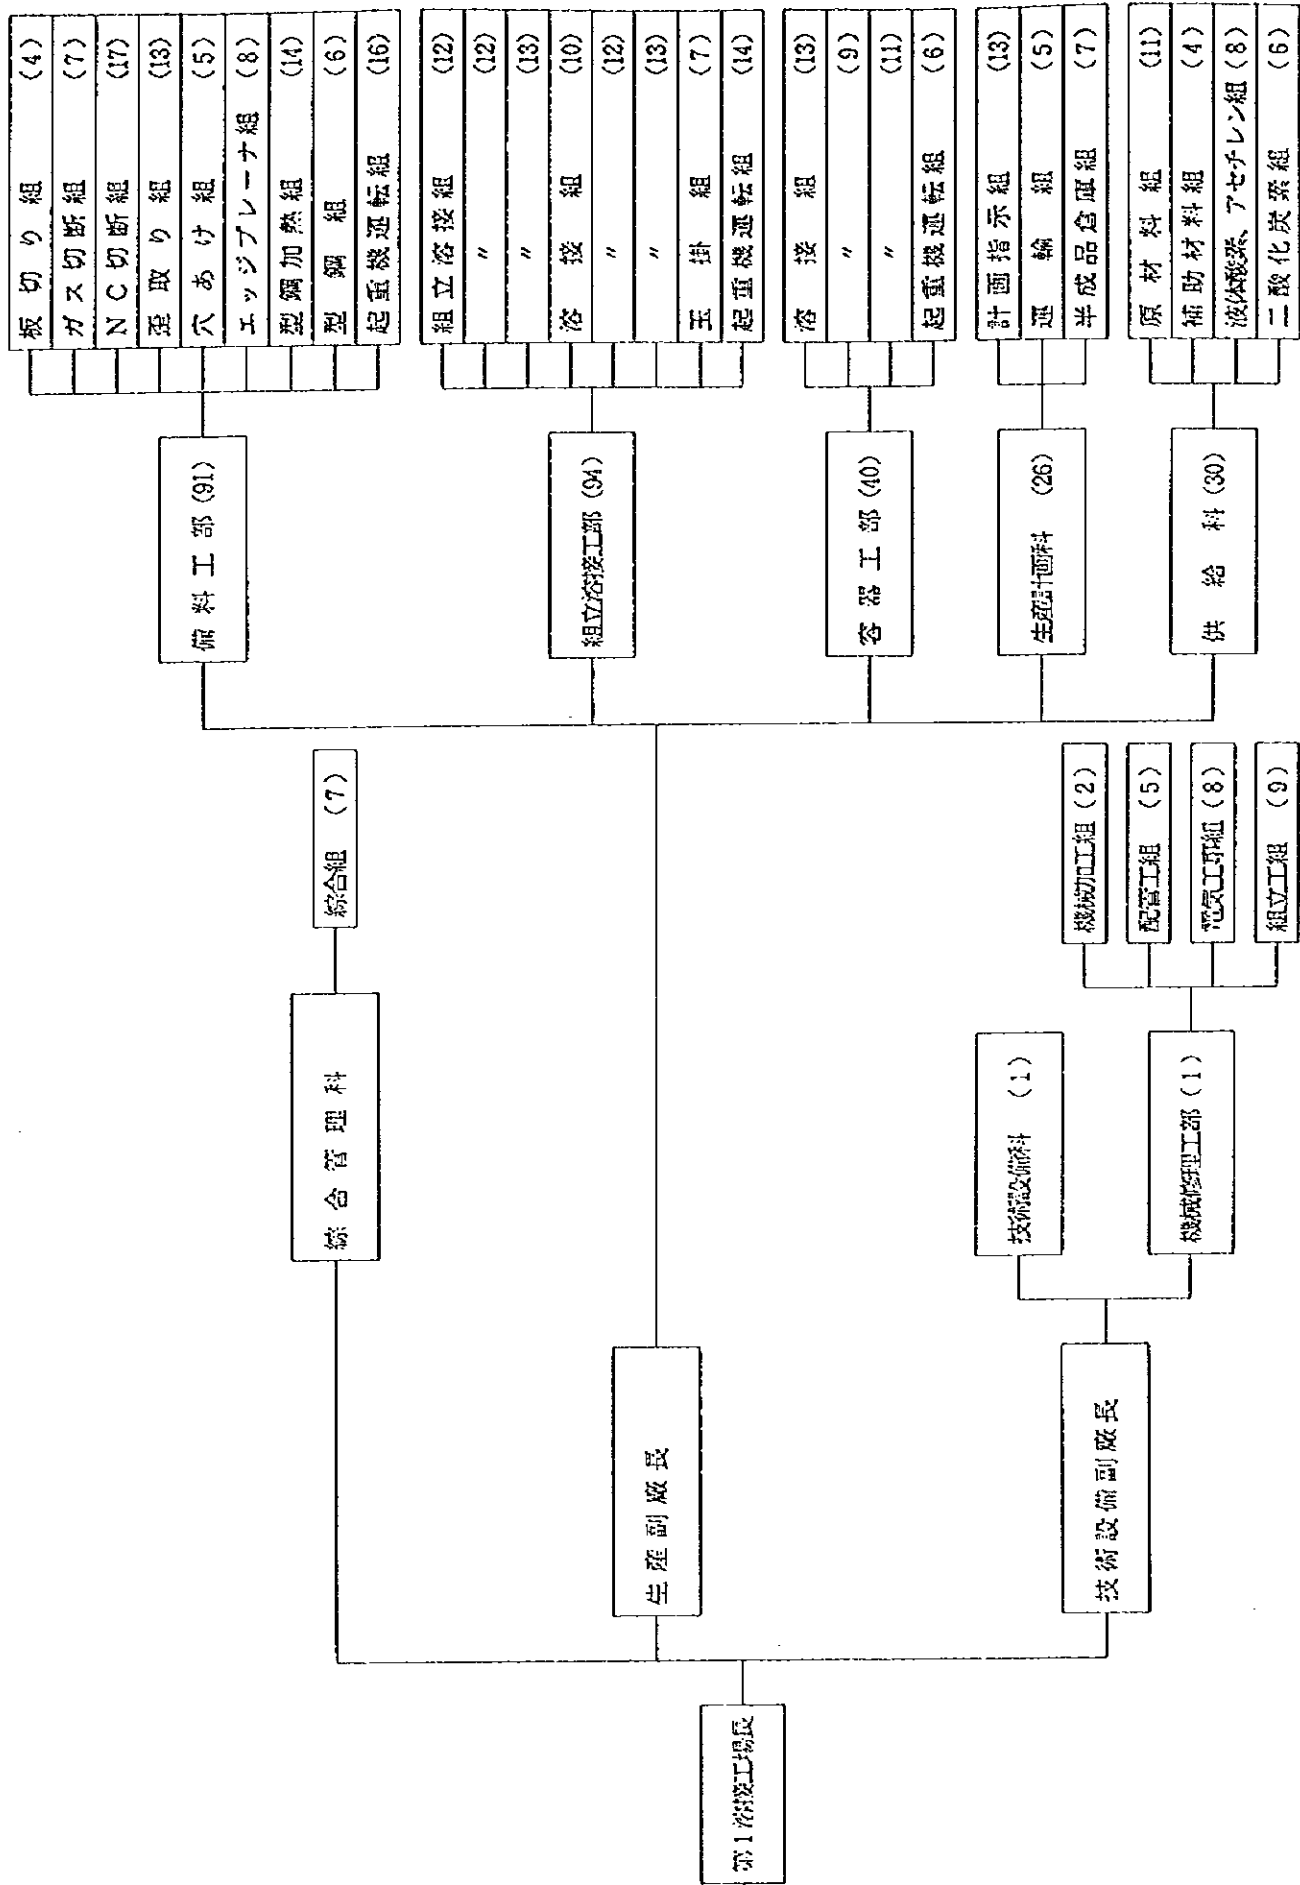 第1溶接工場長
綜合管理科
綜合組 (7)
生産副廠長
備料工部 (91)
板切り組 (4)
ガス切断組 (7)
NC切断組 (17)
歪取り組 (13)
穴あけ組 (5)
エッジプレーナ組 (8)
型鋼加熱組 (14)
型鋼組 (6)
起重機運転組 (16)
組立溶接工部 (94)
組立溶接組 (12)
〃 (12)
〃 (13)
溶接組 (10)
〃 (12)
〃 (13)
玉掛組 (7)
起重機運転組 (14)
容器工部 (40)
溶接組 (13)
〃 (9)
〃 (11)
起重機運転組 (6)
生産計画科 (26)
計画指示組 (13)
運輸組 (5)
半成品倉庫組 (7)
供給科 (30)
原材料組 (11)
補助材料組 (4)
液体酸素、アセチレン組 (8)
二酸化炭素組 (6)
技術設備副廠長
技術設備科 (1)
機械修理工部 (1)
機械加工組 (2)
配管工組 (5)
電気工事組 (8)
組立工組 (9)